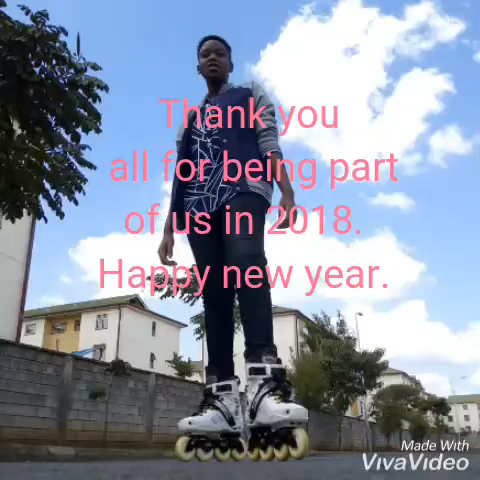 Thank you
all for being part
of us in 2018.
Happy new year.
Made With
VivaVideo